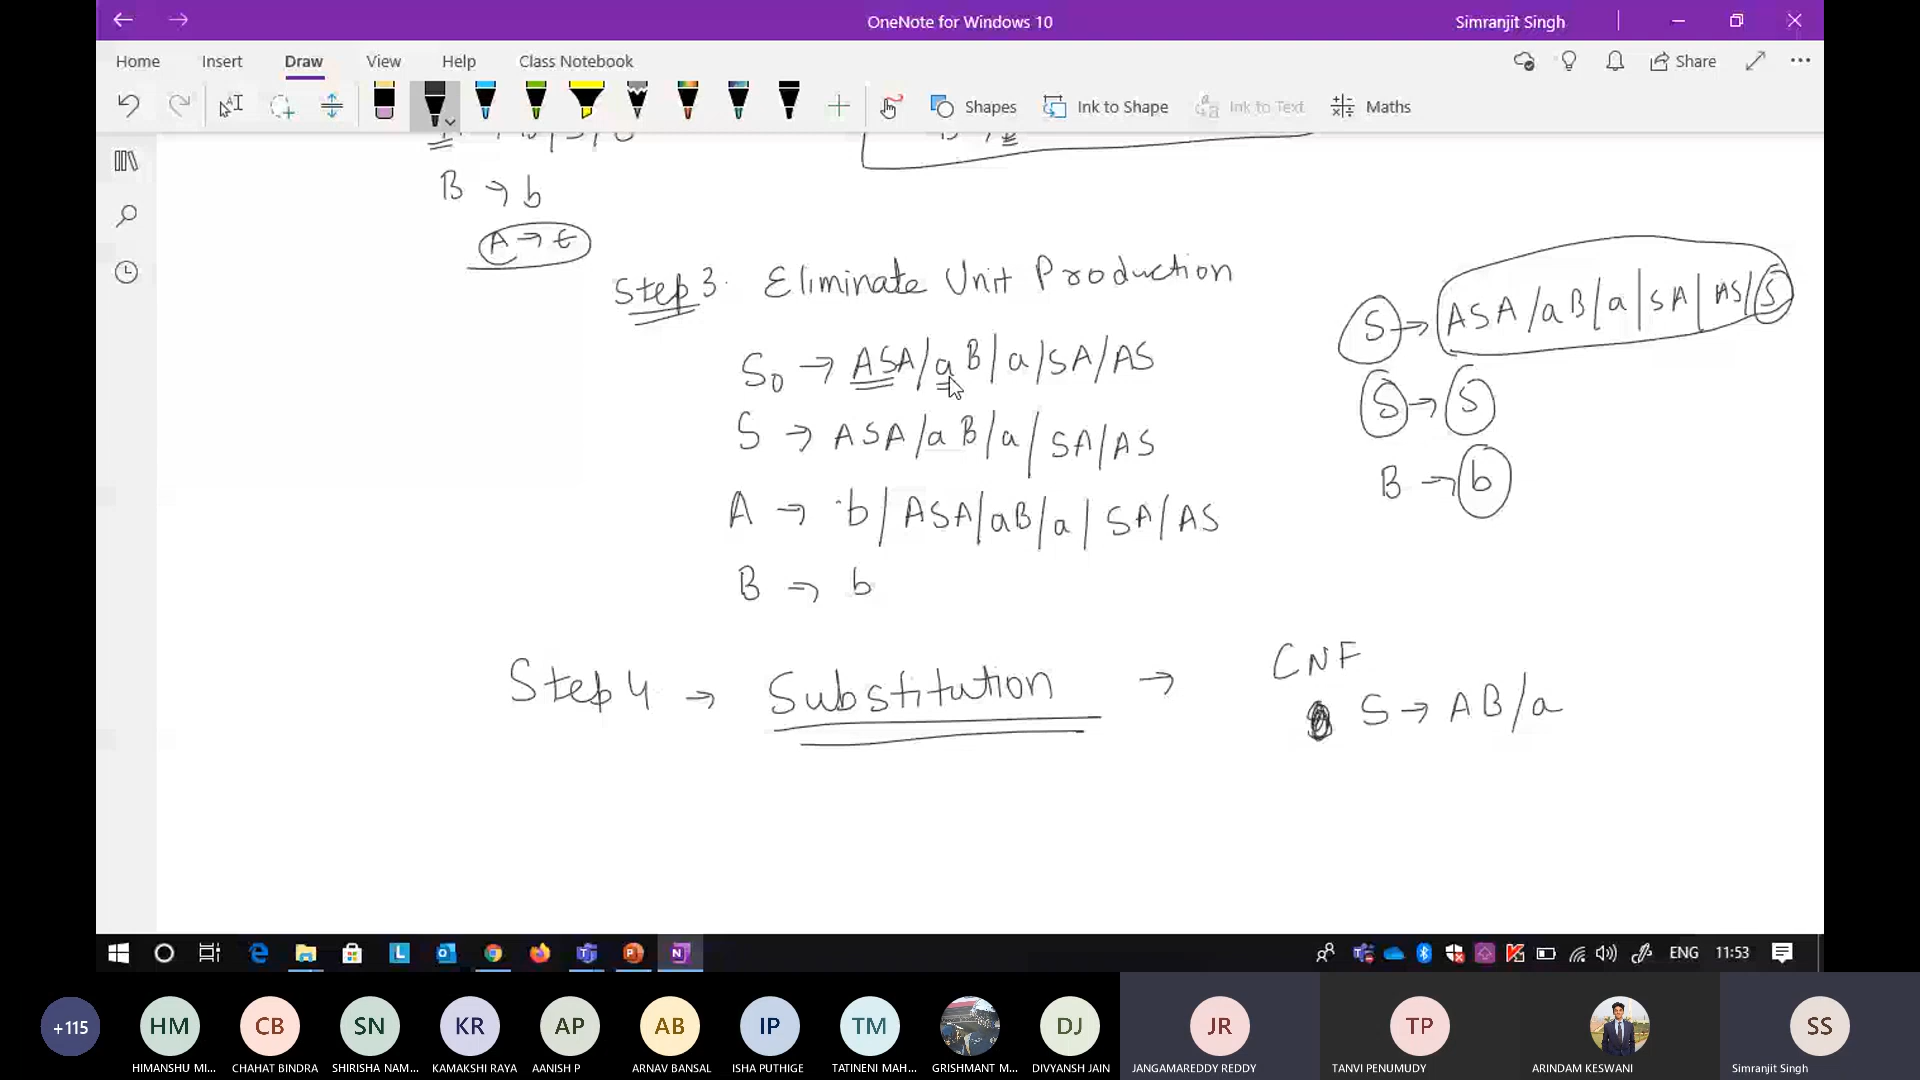 OneNote for Windows 10
Simranjit Singh
Home Insert Draw View Help Class Notebook
Share
Shapes Ink to Shape Ink to Text Maths
B → b
A → ε
Step 3. Eliminate Unit Production
S₀ → ASA/aB/a/SA/AS
S → ASA/aB/a/SA/AS
A → b/ASA/aB/a/SA/AS
B → b
S → ASA/aB/a/SA/AS/S
S → S
B → b
Step 4 → Substitution →
CNF
S → AB/a
ENG 11:53
+115 HM CB SN KR AP AB IP TM DJ JR TP SS
HIMANSHU MI... CHAHAT BINDRA SHIRISHA NAM... KAMAKSHI RAYA AANISH P ARNAV BANSAL ISHA PUTHIGE TATINENI MAH... GRISHMANT M... DIVYANSH JAIN JANGAMAREDDY REDDY TANVI PENUMUDY ARINDAM KESWANI Simranjit Singh